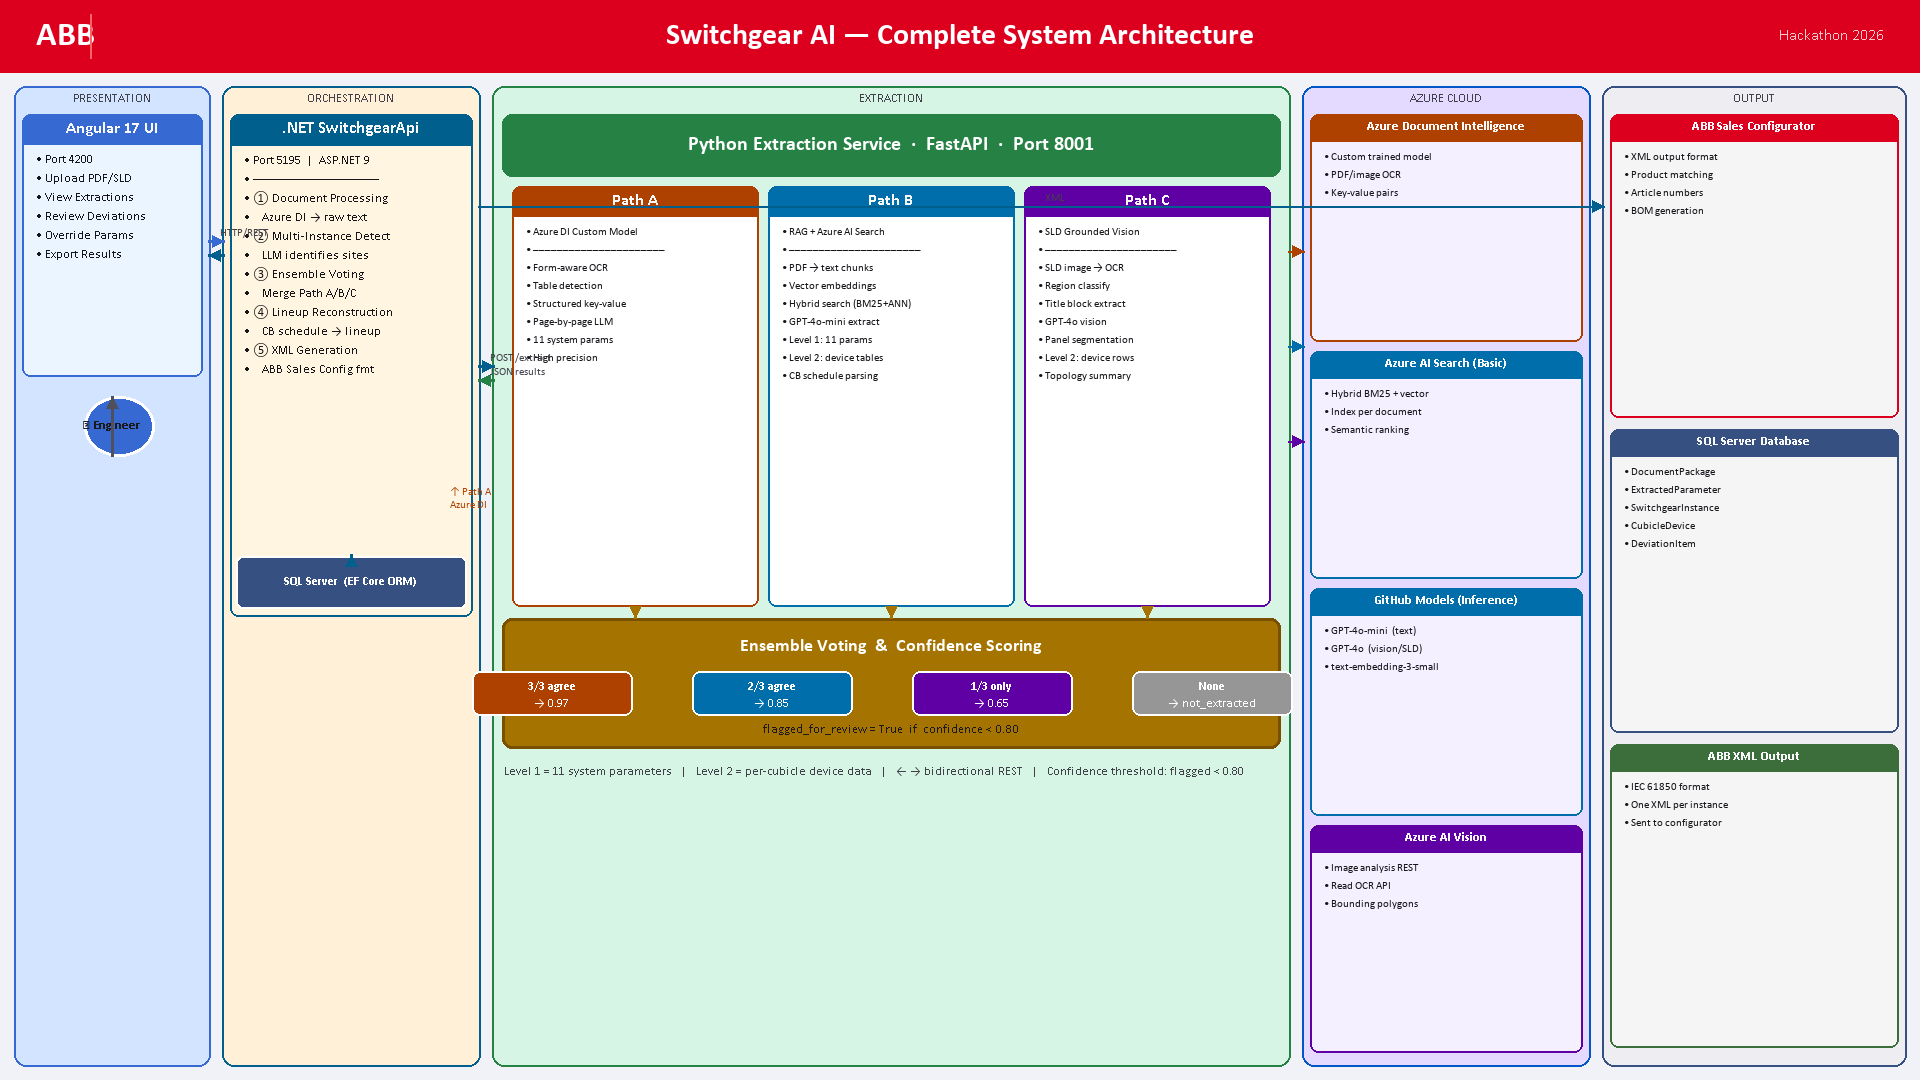 ABB
Switchgear AI — Complete System Architecture
Hackathon 2026
PRESENTATION
Angular 17 UI
• Port 4200
• Upload PDF/SLD
• View Extractions
• Review Deviations
• Override Params
• Export Results
Engineer
HTTP/REST
ORCHESTRATION
.NET SwitchgearApi
• Port 5195 | ASP.NET 9
• ──────────────────
• ① Document Processing
• Azure DI → raw text
• ② Multi-Instance Detect
• LLM identifies sites
• ③ Ensemble Voting
• Merge Path A/B/C
• ④ Lineup Reconstruction
• CB schedule → lineup
• ⑤ XML Generation
• ABB Sales Config fmt
POST /extract
JSON results
↑ Path A
Azure DI
SQL Server (EF Core ORM)
EXTRACTION
Python Extraction Service · FastAPI · Port 8001
Path A
• Azure DI Custom Model
• ──────────────────────
• Form-aware OCR
• Table detection
• Structured key-value
• Page-by-page LLM
• 11 system params
• High precision
Path B
• RAG + Azure AI Search
• ──────────────────────
• PDF → text chunks
• Vector embeddings
• Hybrid search (BM25+ANN)
• GPT-4o-mini extract
• Level 1: 11 params
• Level 2: device tables
• CB schedule parsing
XML
Path C
• SLD Grounded Vision
• ──────────────────────
• SLD image → OCR
• Region classify
• Title block extract
• GPT-4o vision
• Panel segmentation
• Level 2: device rows
• Topology summary
Ensemble Voting & Confidence Scoring
3/3 agree
→ 0.97
2/3 agree
→ 0.85
1/3 only
→ 0.65
None
→ not_extracted
flagged_for_review = True if confidence < 0.80
Level 1 = 11 system parameters | Level 2 = per-cubicle device data | ← → bidirectional REST | Confidence threshold: flagged < 0.80
AZURE CLOUD
Azure Document Intelligence
• Custom trained model
• PDF/image OCR
• Key-value pairs
Azure AI Search (Basic)
• Hybrid BM25 + vector
• Index per document
• Semantic ranking
GitHub Models (Inference)
• GPT-4o-mini (text)
• GPT-4o (vision/SLD)
• text-embedding-3-small
Azure AI Vision
• Image analysis REST
• Read OCR API
• Bounding polygons
OUTPUT
ABB Sales Configurator
• XML output format
• Product matching
• Article numbers
• BOM generation
SQL Server Database
• DocumentPackage
• ExtractedParameter
• SwitchgearInstance
• CubicleDevice
• DeviationItem
ABB XML Output
• IEC 61850 format
• One XML per instance
• Sent to configurator